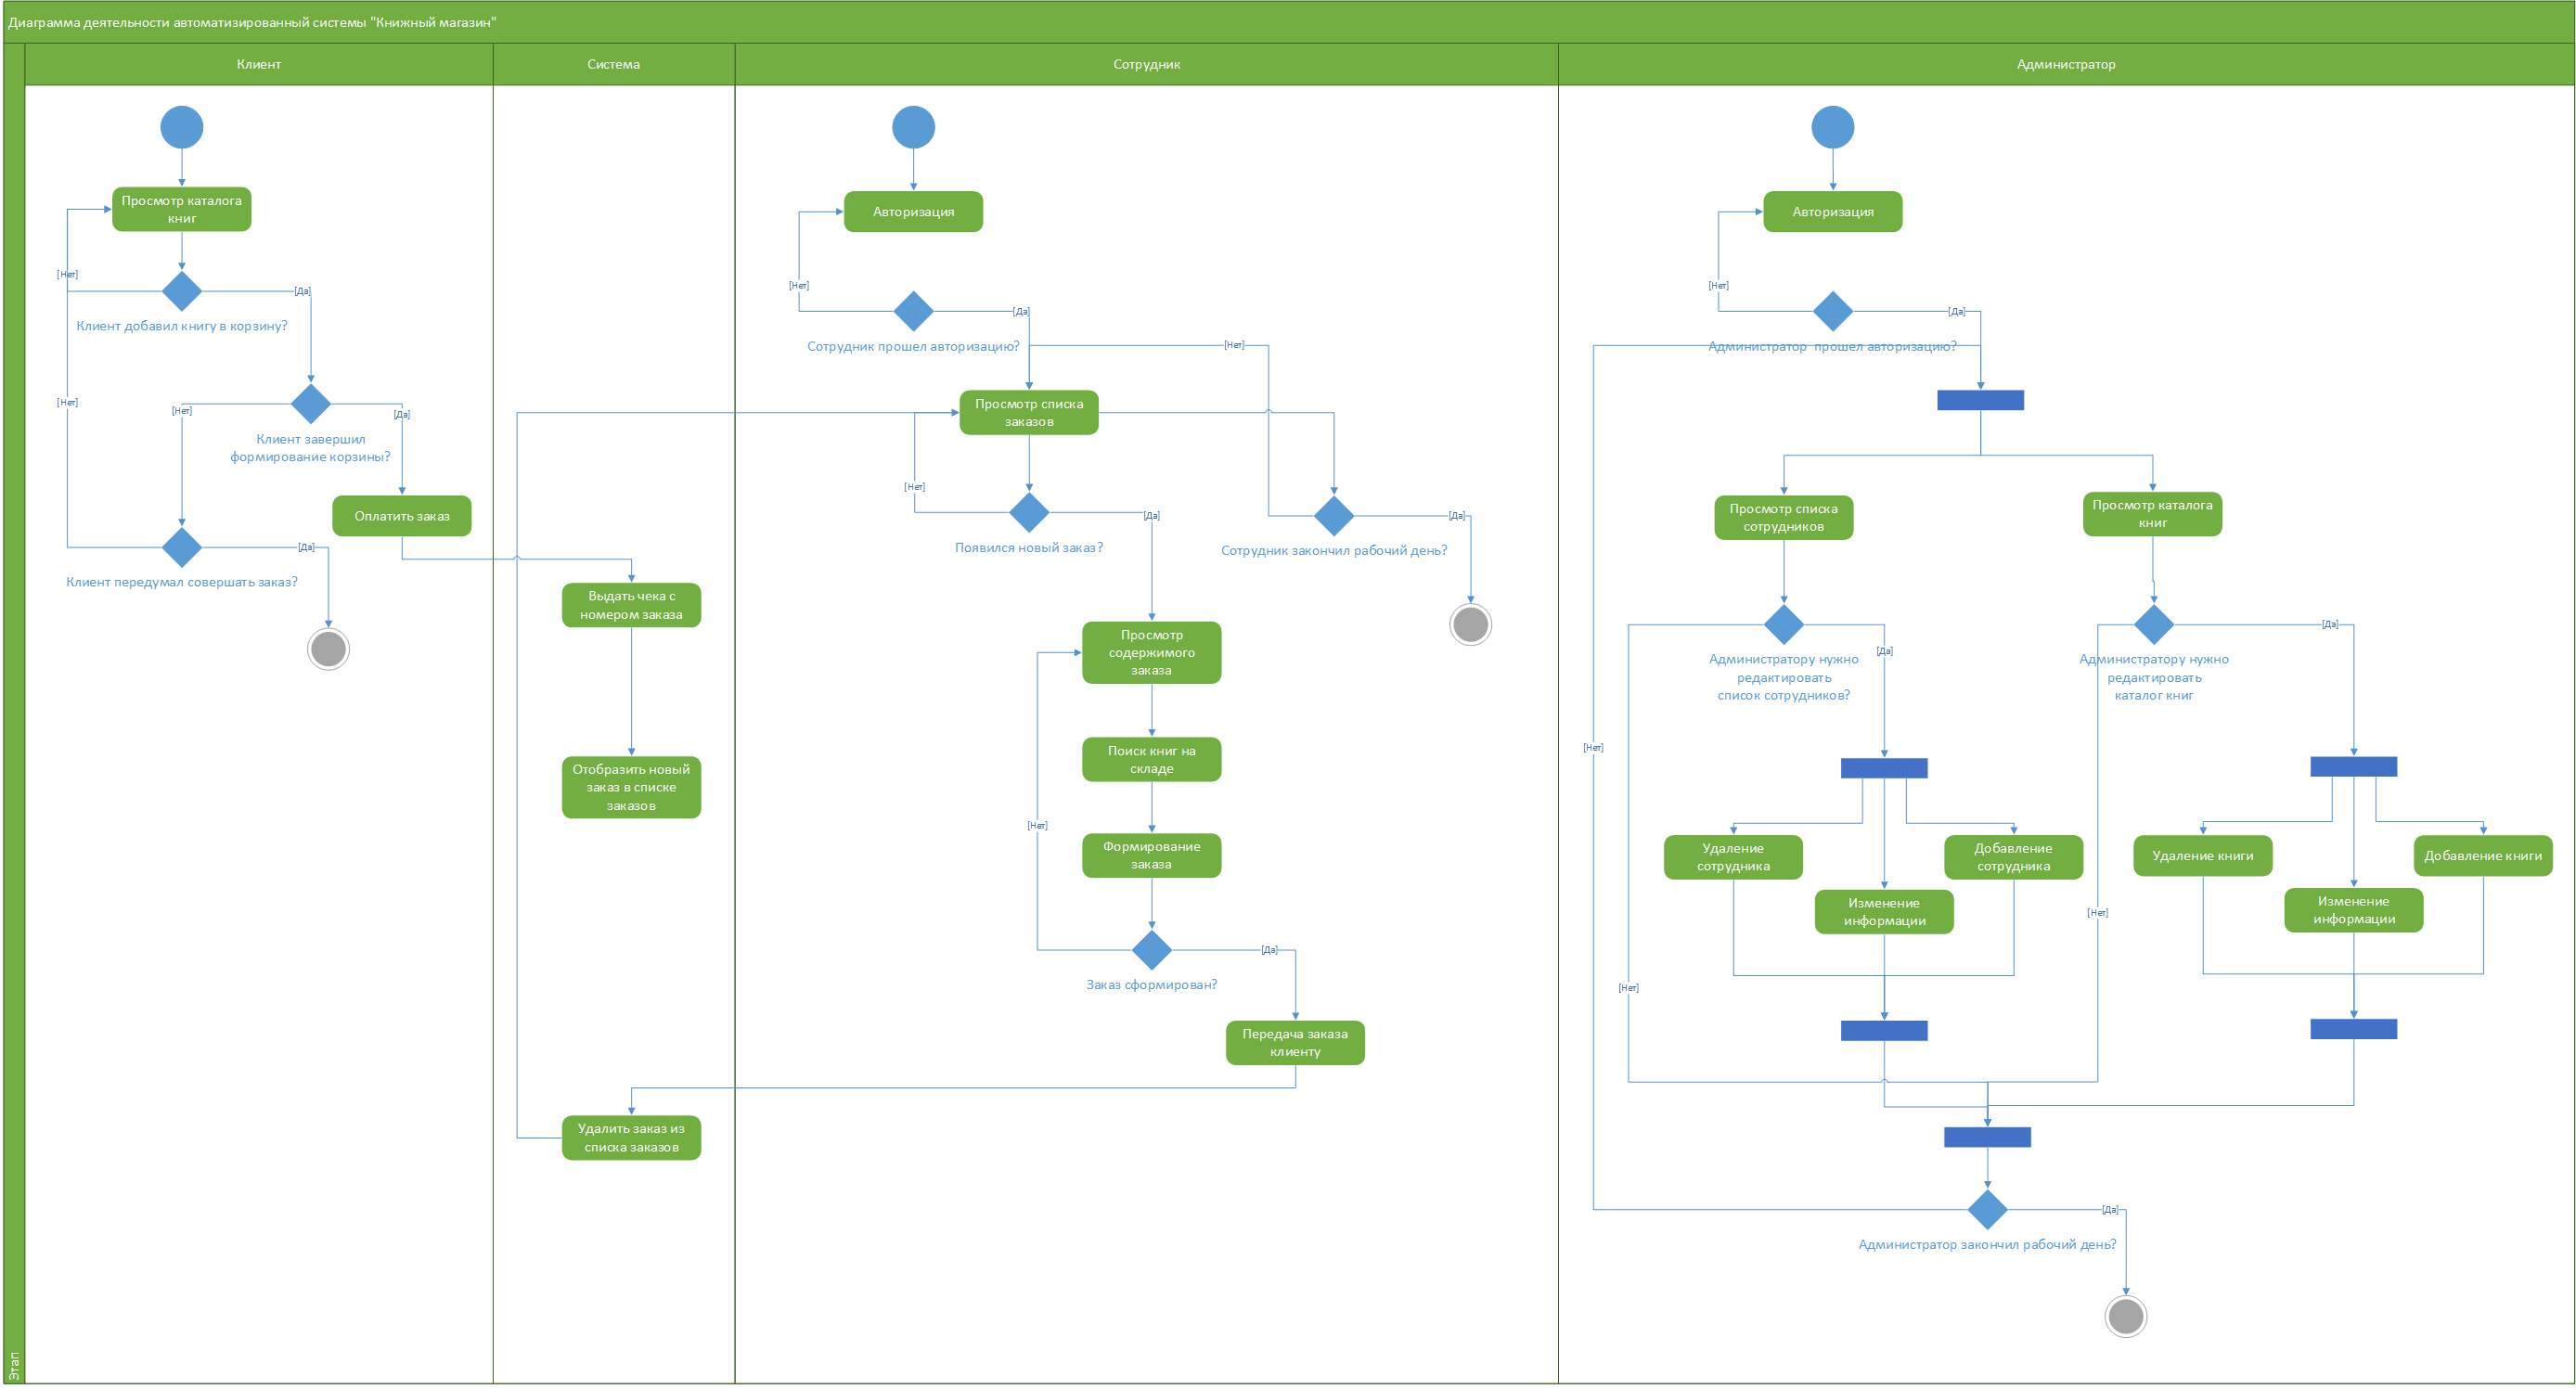 Диаграмма деятельности автоматизированный системы "Книжный магазин"
Этап
Клиент
Система
Сотрудник
Администратор
Просмотр каталога
книг
[Нет]
[Да]
Клиент добавил книгу в корзину?
[Нет]
[Нет]
[Да]
Клиент завершил
формирование корзины?
Оплатить заказ
[Да]
Клиент передумал совершать заказ?
Выдать чека с
номером заказа
Отобразить новый
заказ в списке
заказов
Удалить заказ из
списка заказов
Авторизация
[Нет]
[Да]
Сотрудник прошел авторизацию?
[Нет]
Просмотр списка
заказов
[Нет]
[Да]
Появился новый заказ?
[Да]
Сотрудник закончил рабочий день?
Просмотр
содержимого
заказа
Поиск книг на
складе
[Нет]
Формирование
заказа
[Да]
Заказ сформирован?
Передача заказа
клиенту
Авторизация
[Нет]
[Да]
Администратор прошел авторизацию?
Просмотр списка
сотрудников
Просмотр каталога
книг
[Да]
Администратору нужно
редактировать
список сотрудников?
[Да]
Администратору нужно
редактировать
каталог книг
[Нет]
Удаление
сотрудника
Добавление
сотрудника
Изменение
информации
Удаление книги
Добавление книги
Изменение
информации
[Нет]
[Нет]
[Да]
Администратор закончил рабочий день?